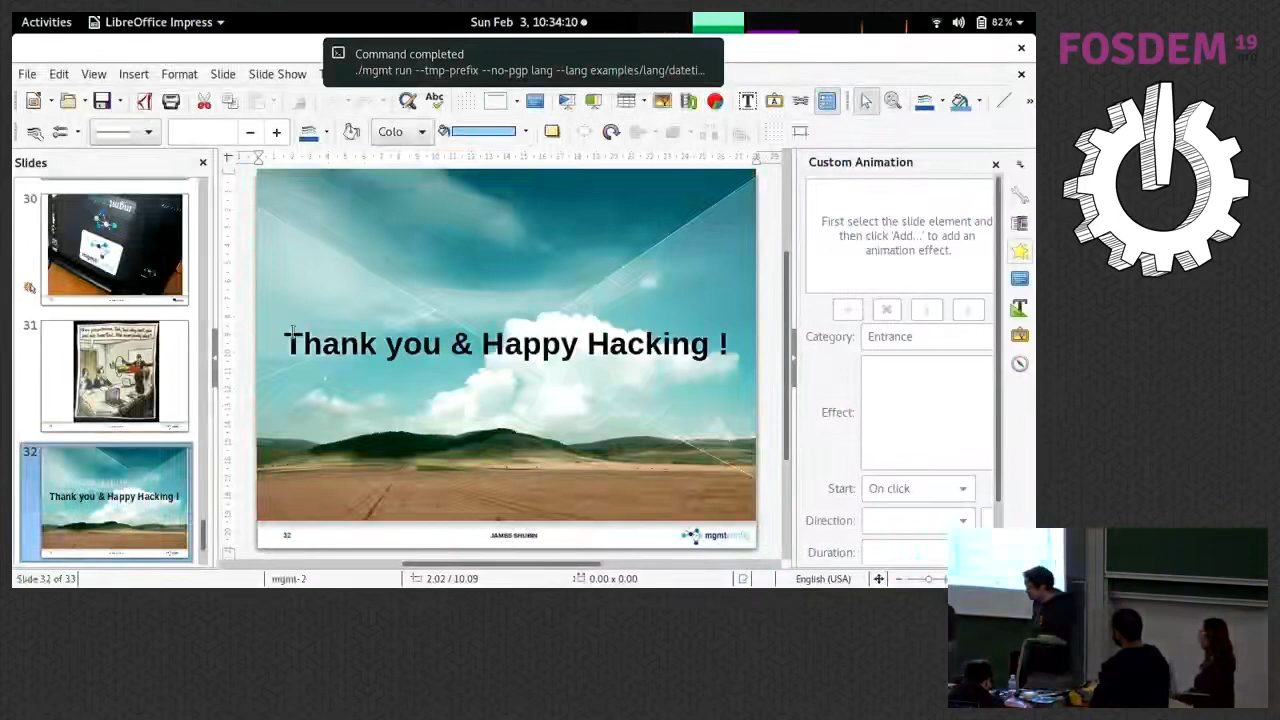 Activities
LibreOffice Impress
Sun Feb 3, 10:34:10
82%
Command completed
./mgmt run --tmp-prefix --no-pgp lang --lang examples/lang/dateti...
File Edit View Insert Format Slide Slide Show
Abc
Colo
Slides
30
31
32
Thank you & Happy Hacking !
Thank you & Happy Hacking !
32
JAMES SHUBIN
mgmtconfig
Custom Animation
First select the slide element and
then click 'Add...' to add an
animation effect.
Category: Entrance
Effect:
Start: On click
Direction:
Duration:
Slide 32 of 33
mgmt-2
2.02 / 10.09
0.00 x 0.00
English (USA)
FOSDEM 19
.org